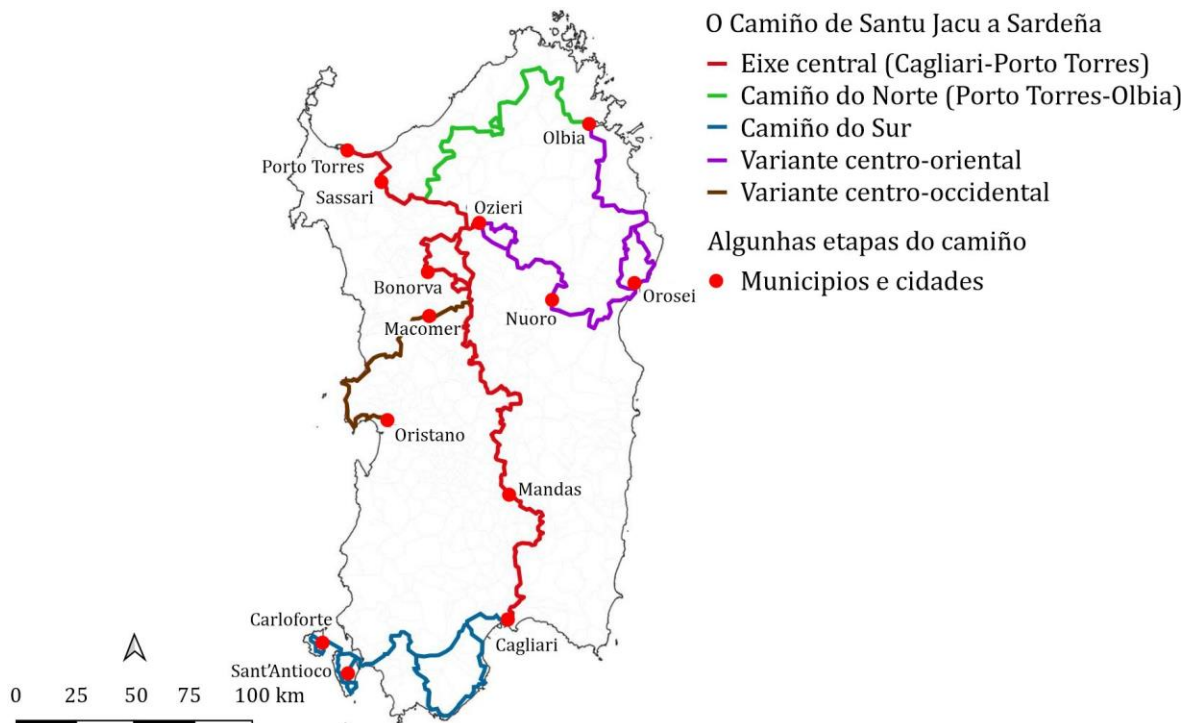 O Camiño de Santu Jacu a Sardeña
Eixe central (Cagliari-Porto Torres)
Camiño do Norte (Porto Torres-Olbia)
Camiño do Sur
Variante centro-oriental
Variante centro-occidental
Algunhas etapas do camiño
Municipios e cidades
Olbia
Porto Torres
Sassari
Ozieri
Bonorva
Orosei
Nuoro
Macomer
Oristano
Mandas
Carloforte
Cagliari
Sant'Antioco
0 25 50 75 100 km